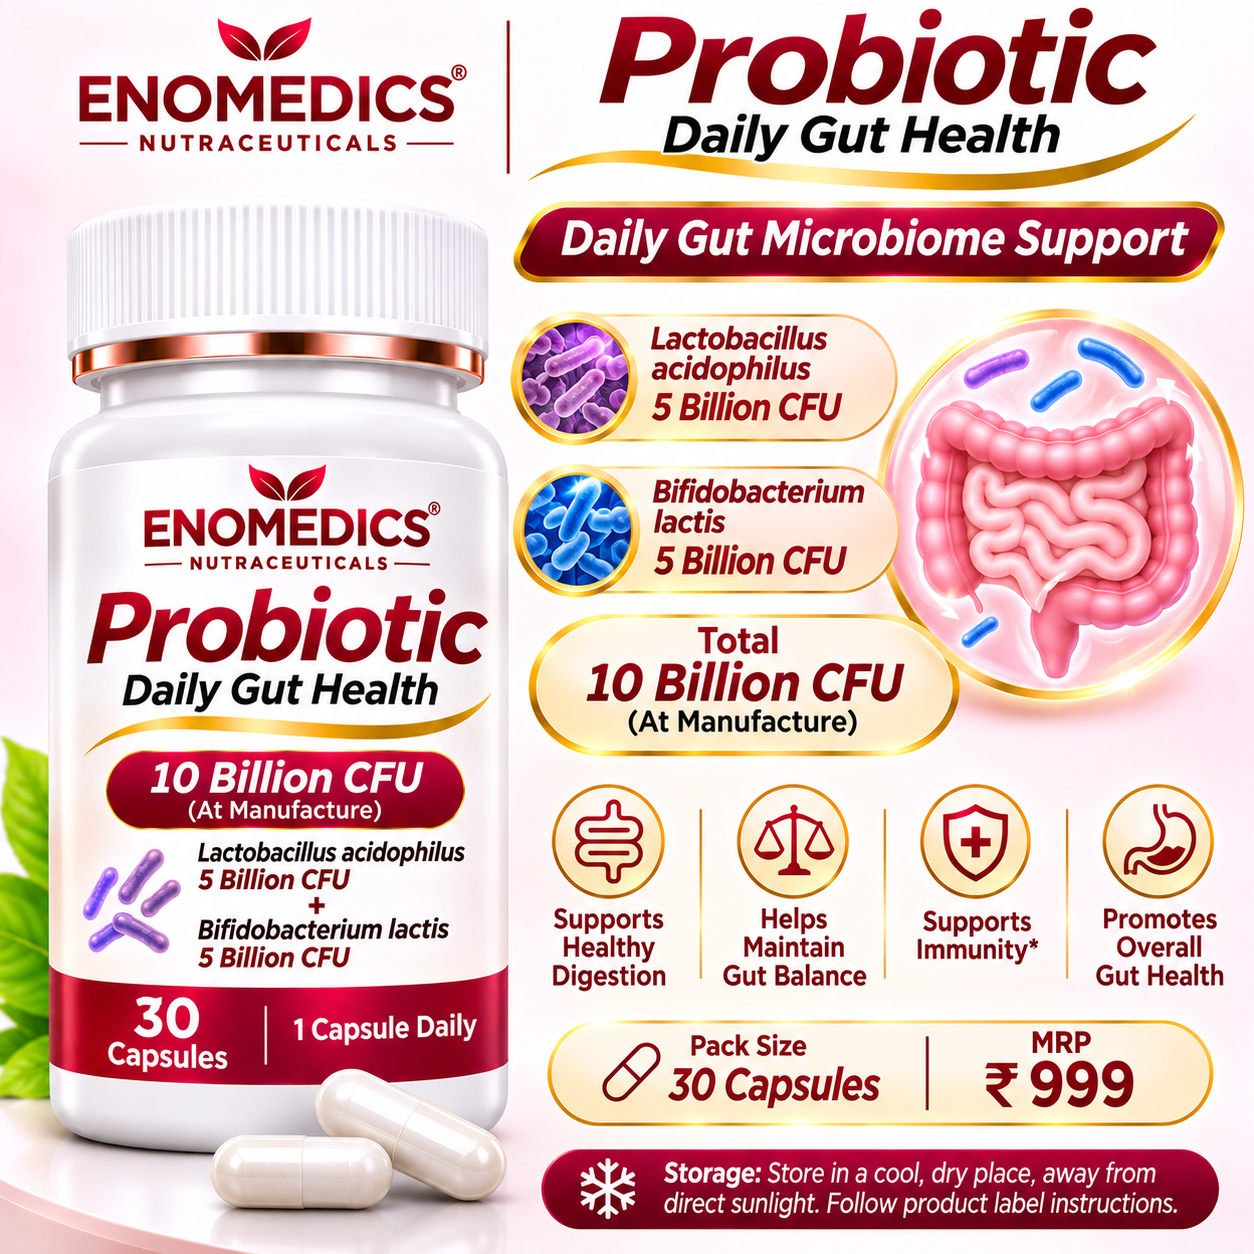 ENOMEDICS®
NUTRACEUTICALS
Probiotic
Daily Gut Health
Daily Gut Microbiome Support
Lactobacillus
acidophilus
5 Billion CFU
Bifidobacterium
lactis
5 Billion CFU
Total
10 Billion CFU
(At Manufacture)
Supports
Healthy
Digestion
Helps
Maintain
Gut Balance
Supports
Immunity*
Promotes
Overall
Gut Health
Pack Size
30 Capsules
MRP
₹ 999
Storage: Store in a cool, dry place, away from
direct sunlight. Follow product label instructions.
ENOMEDICS®
NUTRACEUTICALS
Probiotic
Daily Gut Health
10 Billion CFU
(At Manufacture)
Lactobacillus acidophilus
5 Billion CFU
+
Bifidobacterium lactis
5 Billion CFU
30
Capsules
1 Capsule Daily